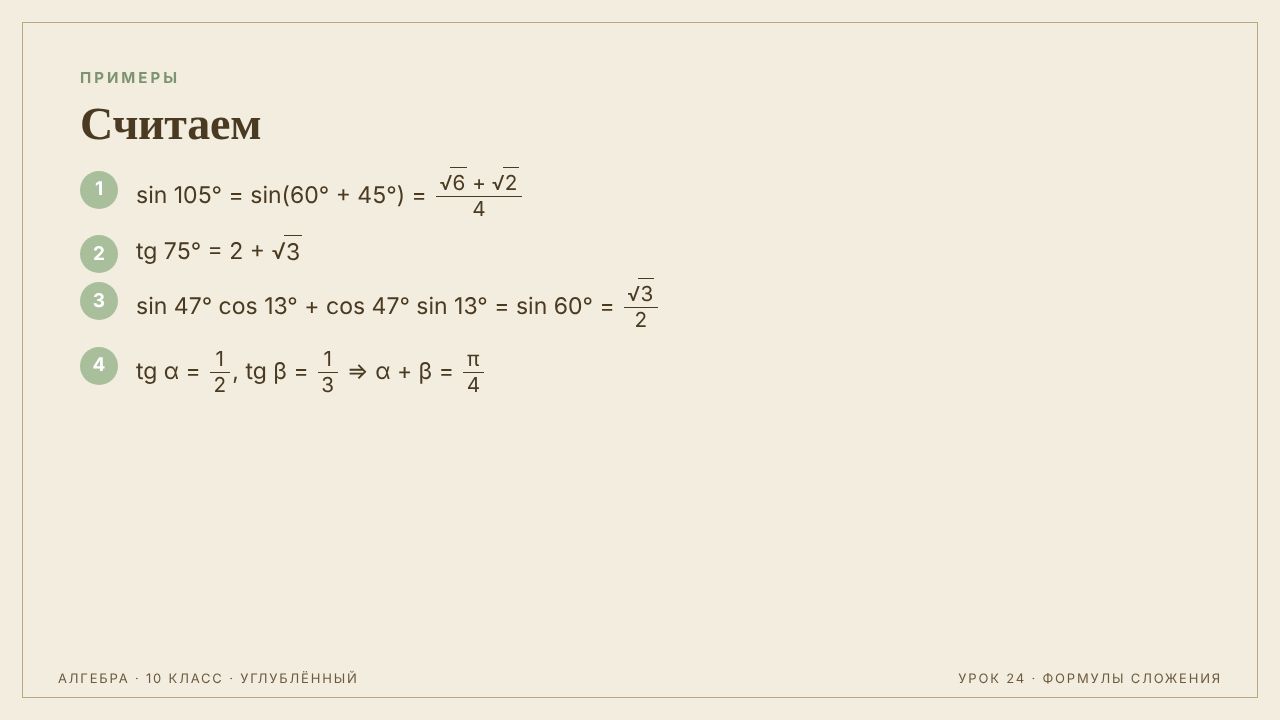 ПРИМЕРЫ
Считаем
1 sin 105° = sin(60° + 45°) = (√6 + √2)/4
2 tg 75° = 2 + √3
3 sin 47° cos 13° + cos 47° sin 13° = sin 60° = √3/2
4 tg α = 1/2, tg β = 1/3 ⇒ α + β = π/4
АЛГЕБРА · 10 КЛАСС · УГЛУБЛЁННЫЙ
УРОК 24 · ФОРМУЛЫ СЛОЖЕНИЯ